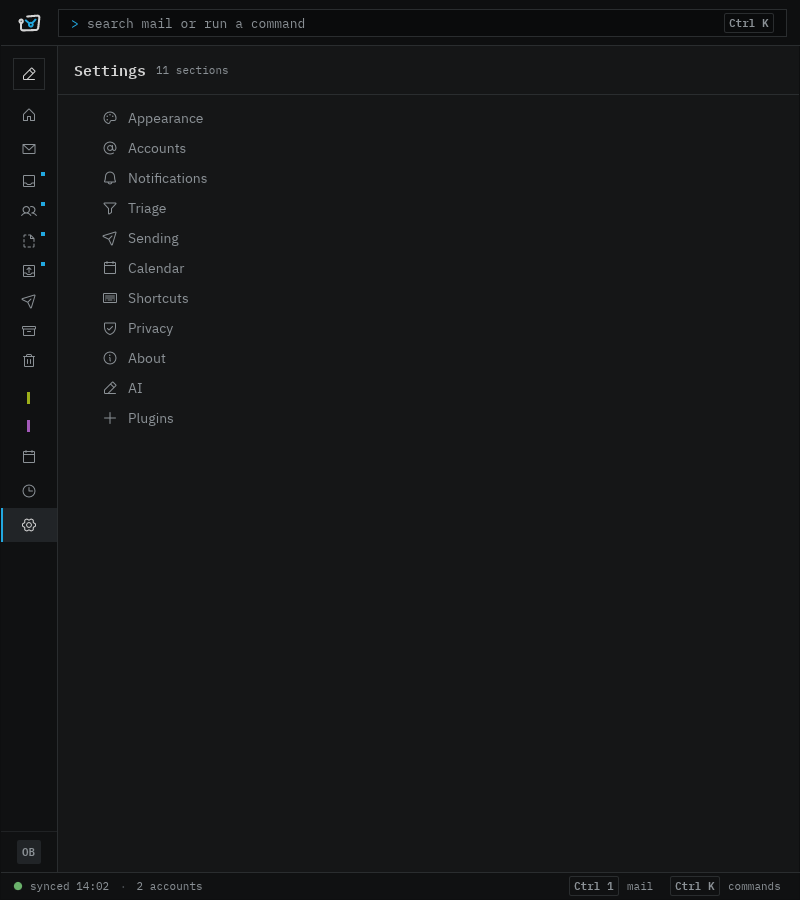 > search mail or run a command Ctrl K
Settings 11 sections
Appearance
Accounts
Notifications
Triage
Sending
Calendar
Shortcuts
Privacy
About
AI
Plugins
OB
synced 14:02 · 2 accounts Ctrl 1 mail Ctrl K commands